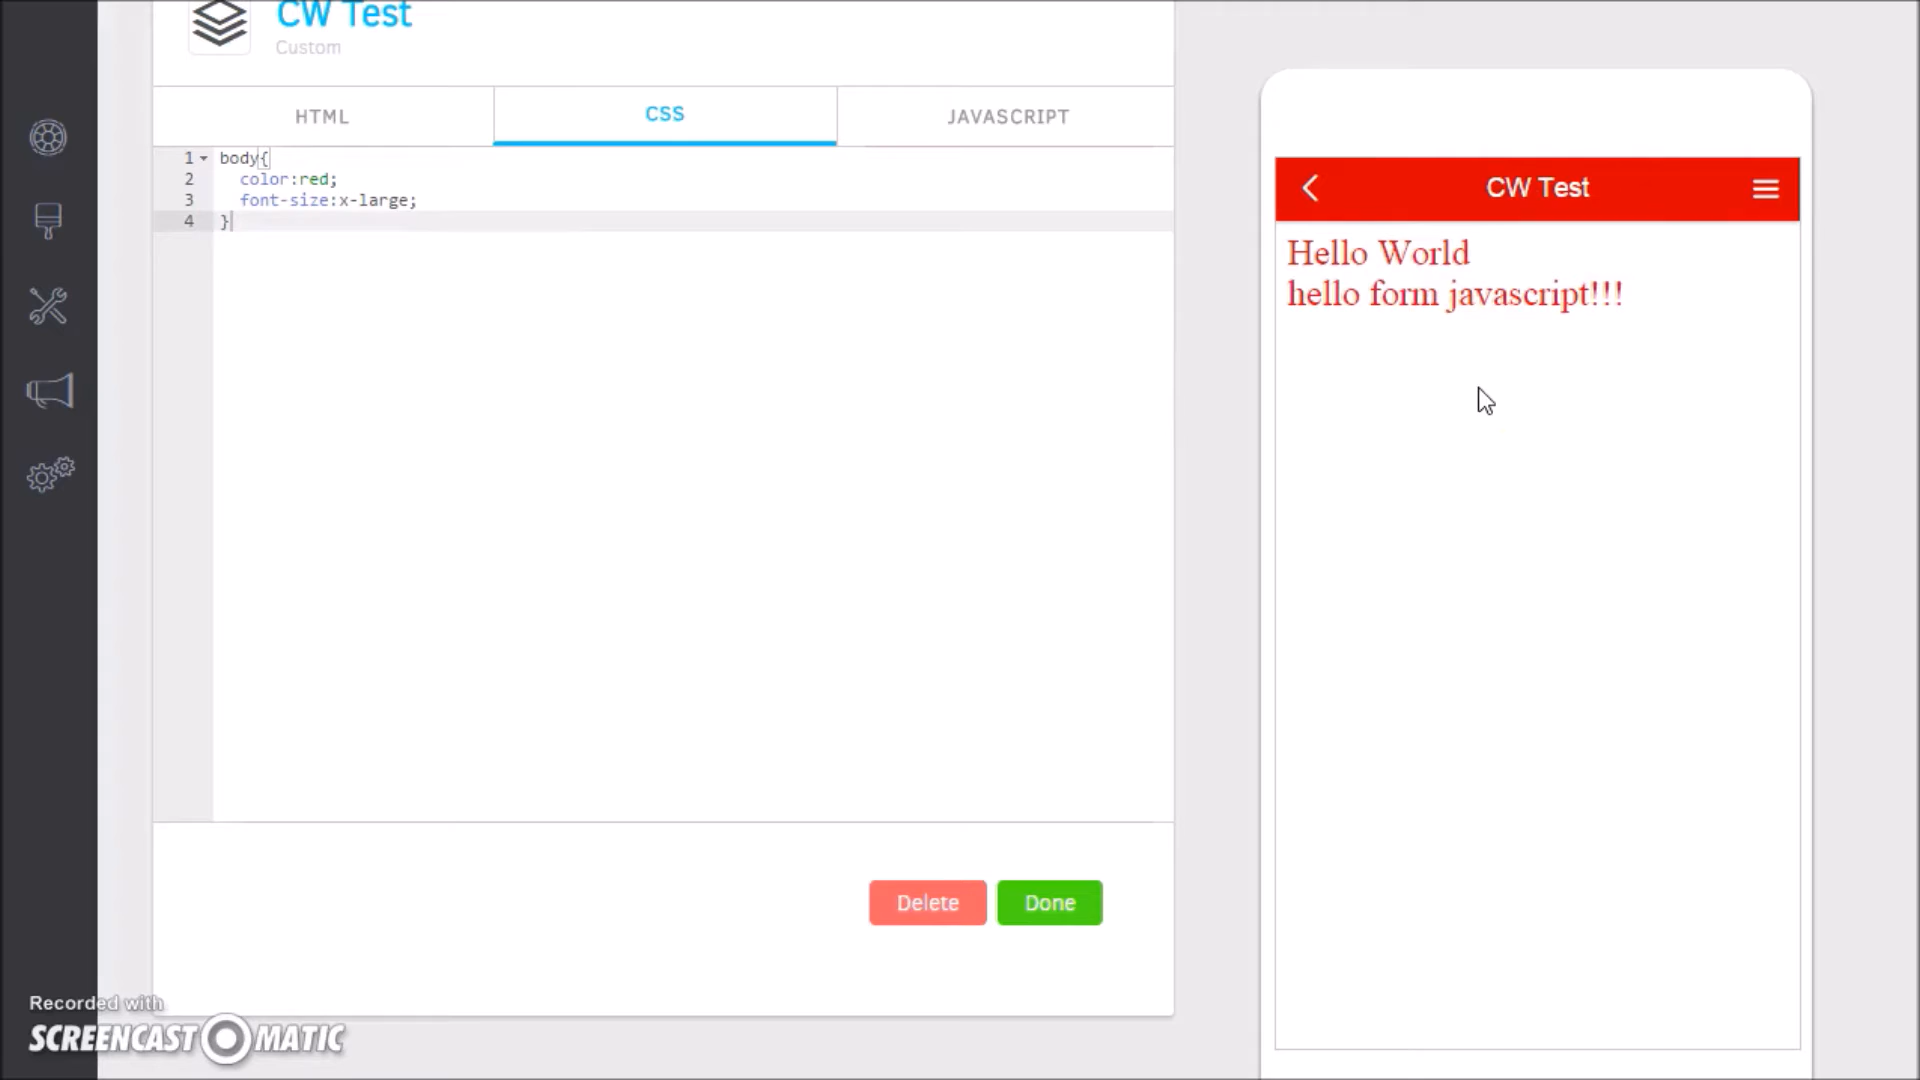 CW Test
Custom
HTML
CSS
JAVASCRIPT
1 body{
2 color:red;
3 font-size:x-large;
4 }
Delete
Done
CW Test
Hello World
hello form javascript!!!
Recorded with
SCREENCAST MATIC